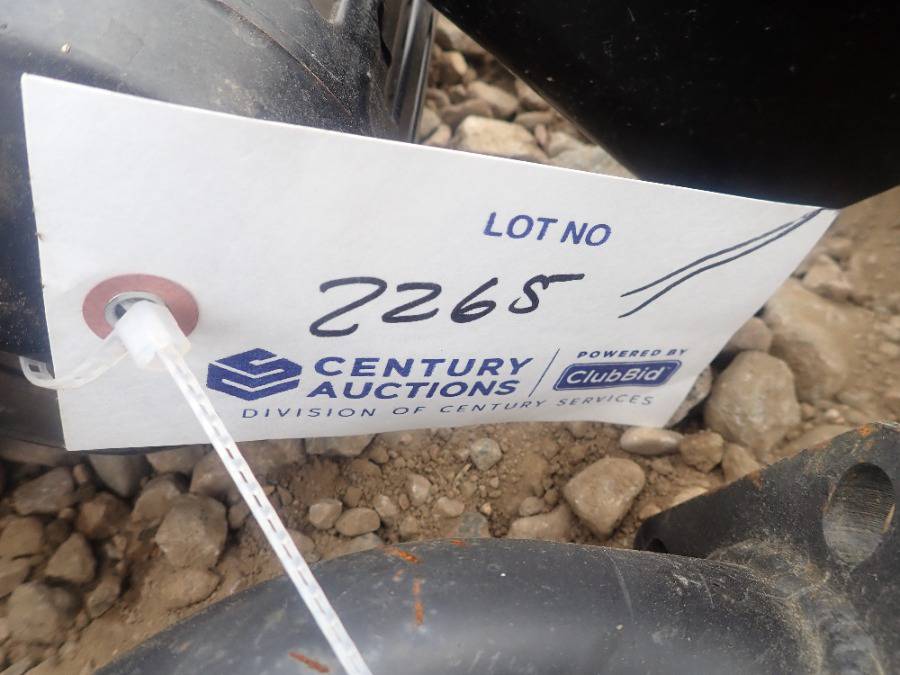 LOT NO
2265
CENTURY AUCTIONS
POWERED BY
ClubBid
DIVISION OF CENTURY SERVICES